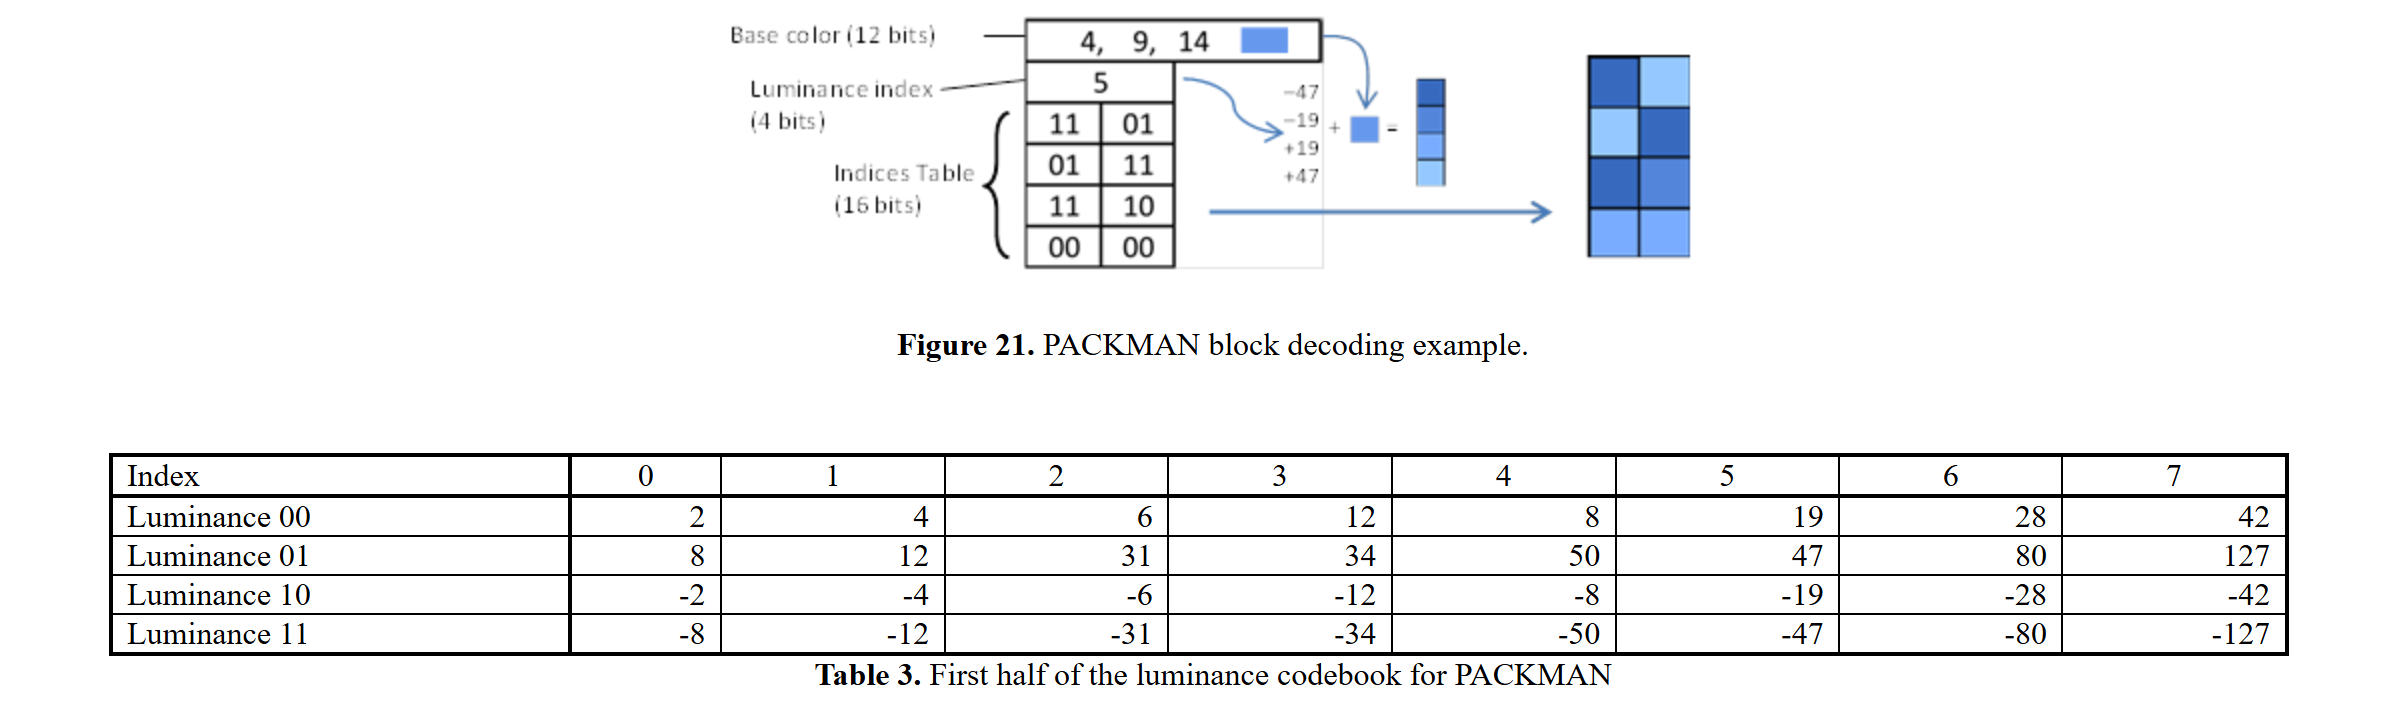 Base color (12 bits)
4, 9, 14
Luminance index
(4 bits)
5
-47
-19 + =
+19
+47
Indices Table
(16 bits)
11 01
01 11
11 10
00 00
Figure 21. PACKMAN block decoding example.
Index 0 1 2 3 4 5 6 7
Luminance 00 2 4 6 12 8 19 28 42
Luminance 01 8 12 31 34 50 47 80 127
Luminance 10 -2 -4 -6 -12 -8 -19 -28 -42
Luminance 11 -8 -12 -31 -34 -50 -47 -80 -127
Table 3. First half of the luminance codebook for PACKMAN